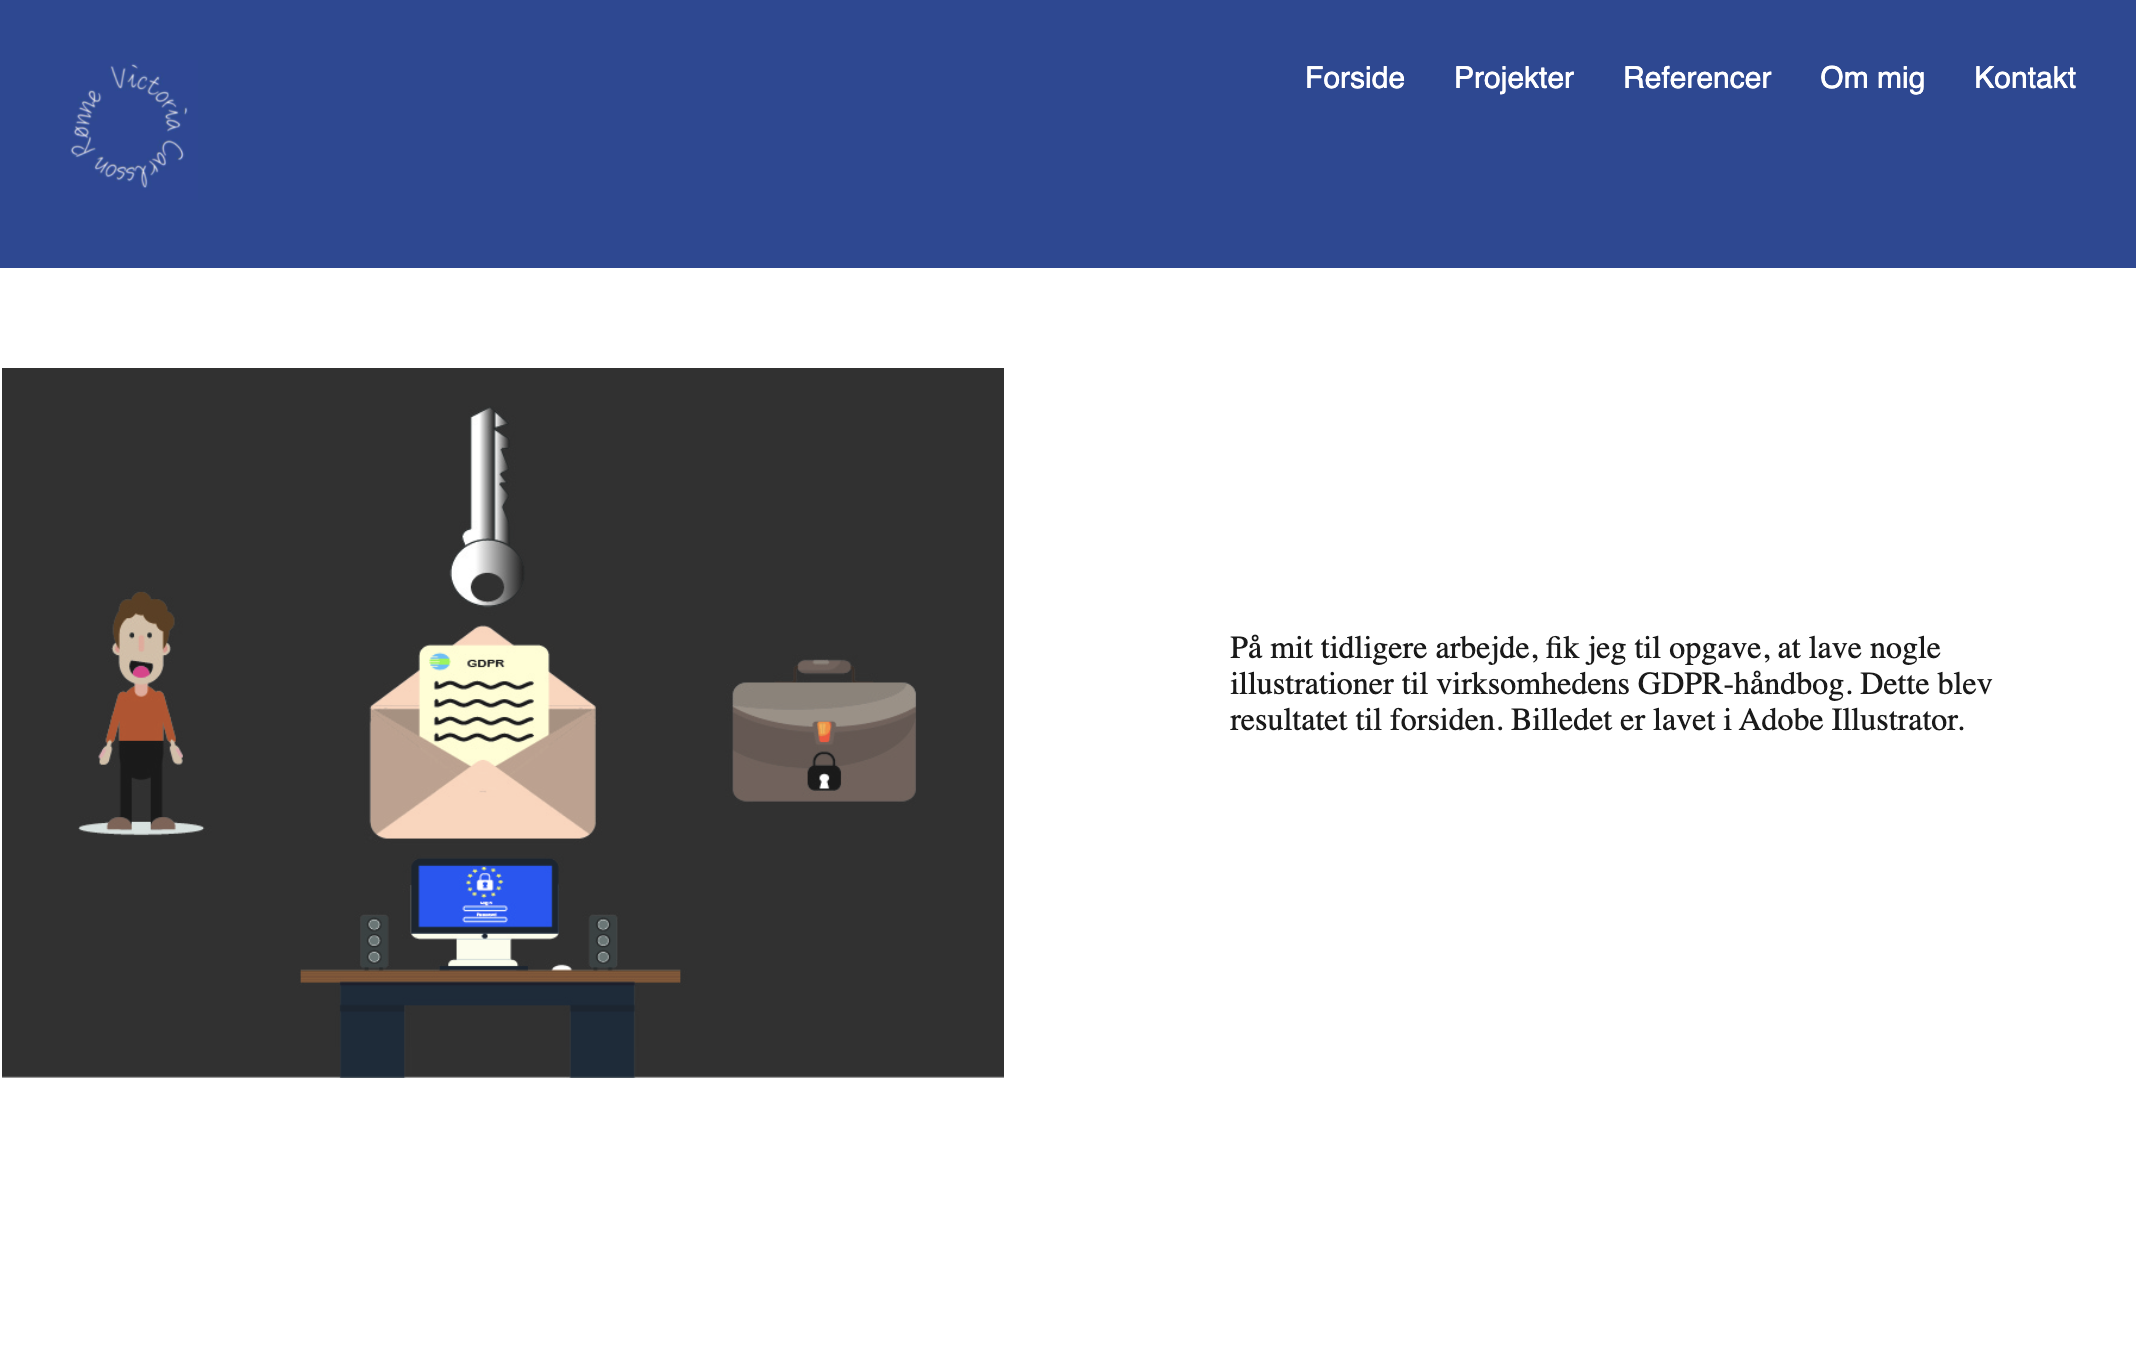 Victoria Carlsson Rønne
Forside Projekter Referencer Om mig Kontakt
GDPR
På mit tidligere arbejde, fik jeg til opgave, at lave nogle
illustrationer til virksomhedens GDPR-håndbog. Dette blev
resultatet til forsiden. Billedet er lavet i Adobe Illustrator.